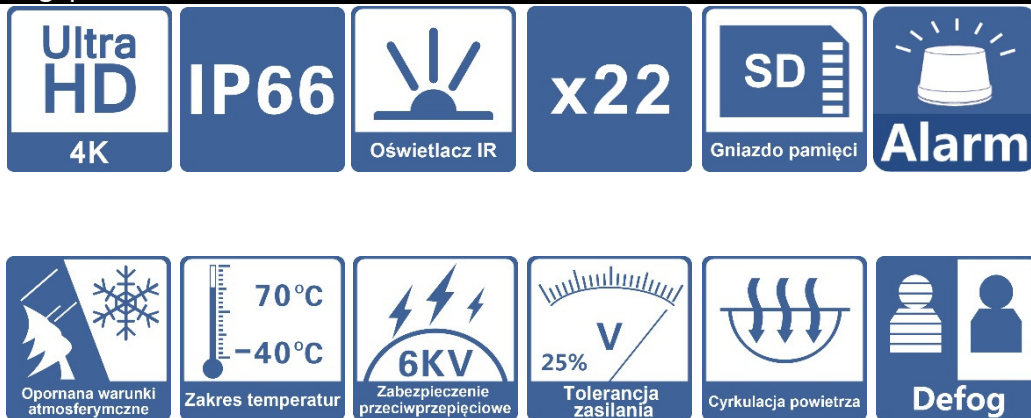 Ultra
HD
4K
IP66
Oświetlacz IR
x22
SD
Gniazdo pamięci
Alarm
Opornana warunki
atmosferymczne
70°C
-40°C
Zakres temperatur
6KV
Zabezpieczenie
przeciwprzepięciowe
V
25%
Tolerancja
zasilania
Cyrkulacja powietrza
Defog